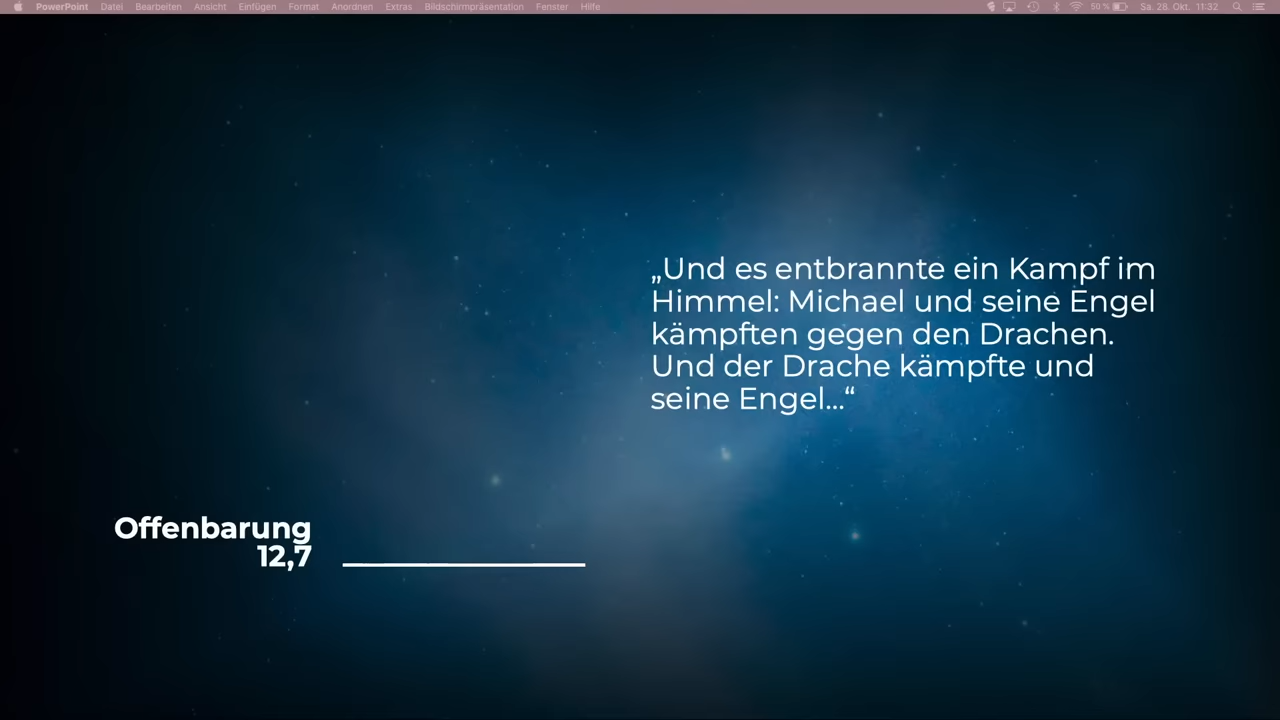 PowerPoint Datei Bearbeiten Ansicht Einfügen Format Anordnen Extras Bildschirmpräsentation Fenster Hilfe 50 % Sa. 28. Okt. 11:32
„Und es entbrannte ein Kampf im
Himmel: Michael und seine Engel
kämpften gegen den Drachen.
Und der Drache kämpfte und
seine Engel...“
Offenbarung
12,7